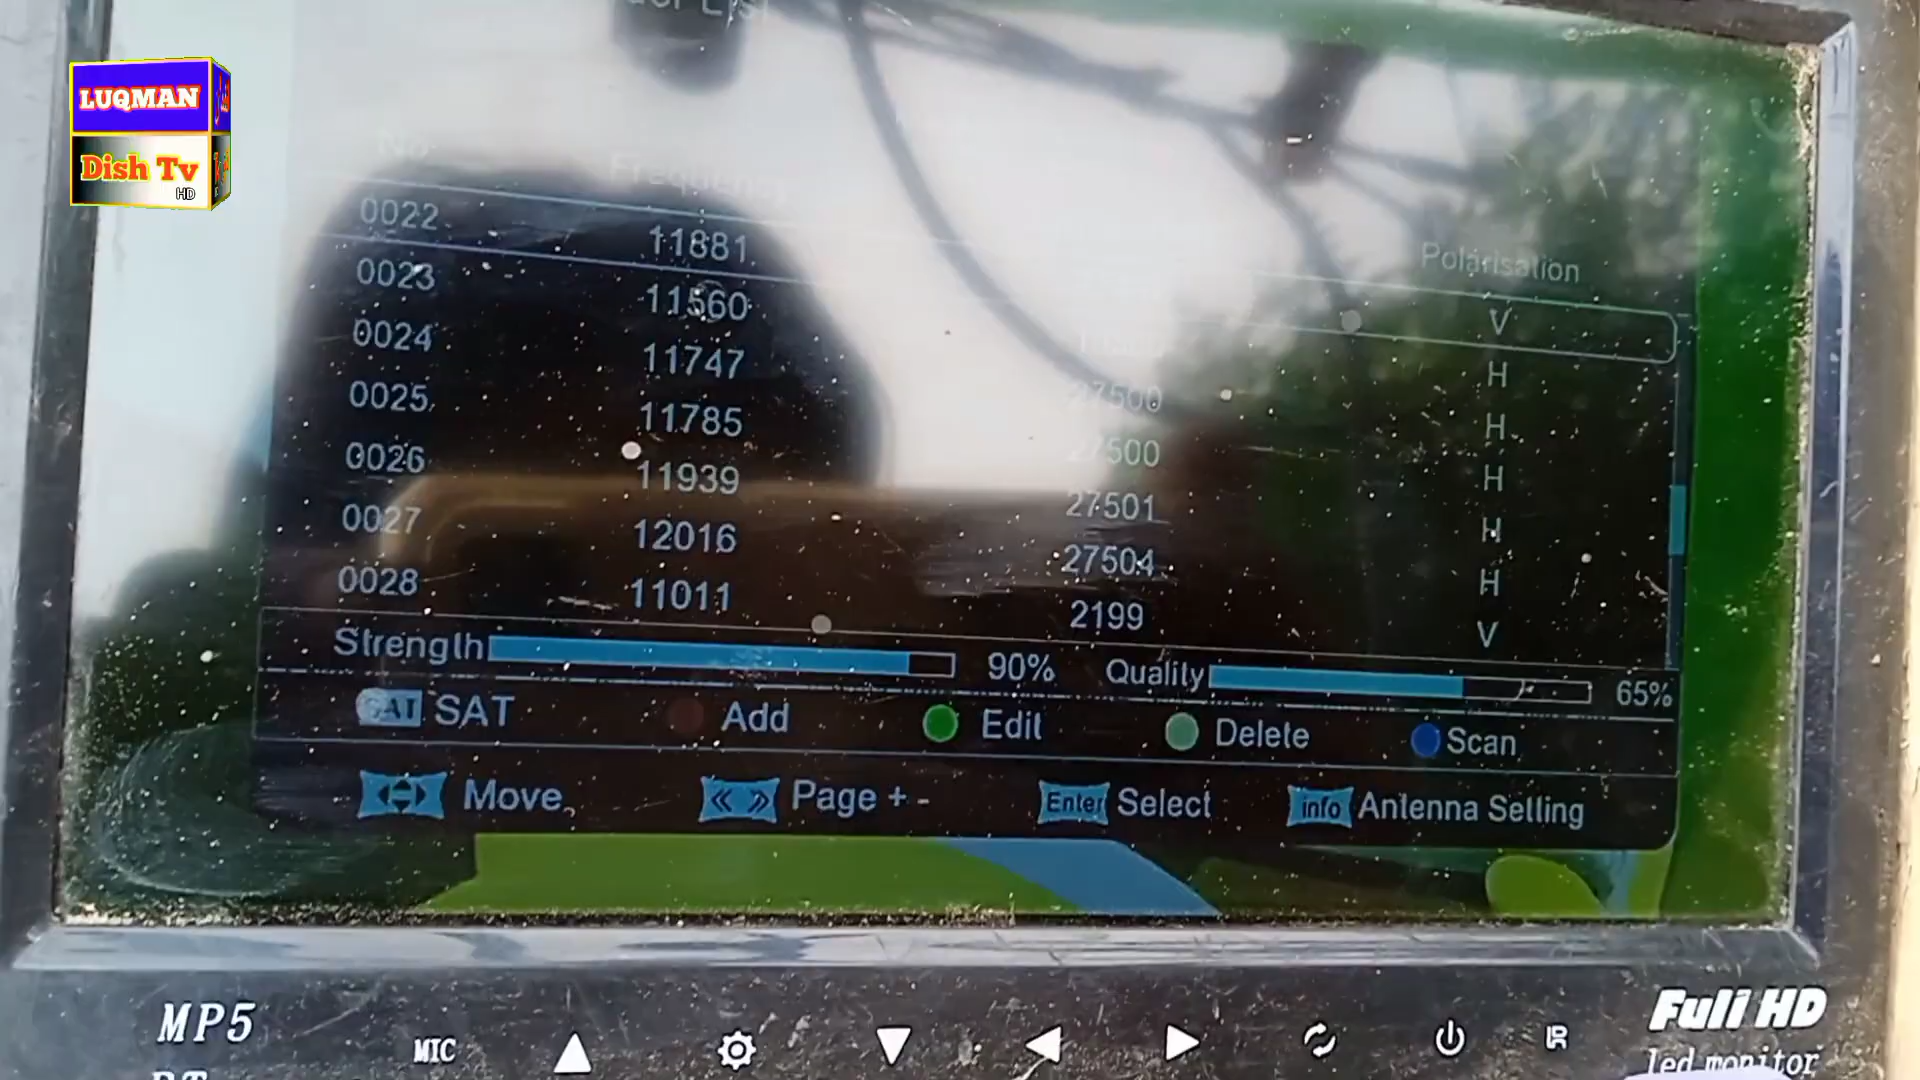 LUQMAN
Dish Tv
HD
No Frequency Polarisation
0022 11881 V
0023 11560 27500 H
0024 11747 27500 H
0025 11785 27501 H
0026 11939 27504 H
0027 12016 2199 H
0028 11011 V
Strength 90% Quality 65%
SAT SAT Add Edit Delete Scan
Move Page + - Enter Select info Antenna Setting
MP5
MIC
IR
Full HD
led monitor